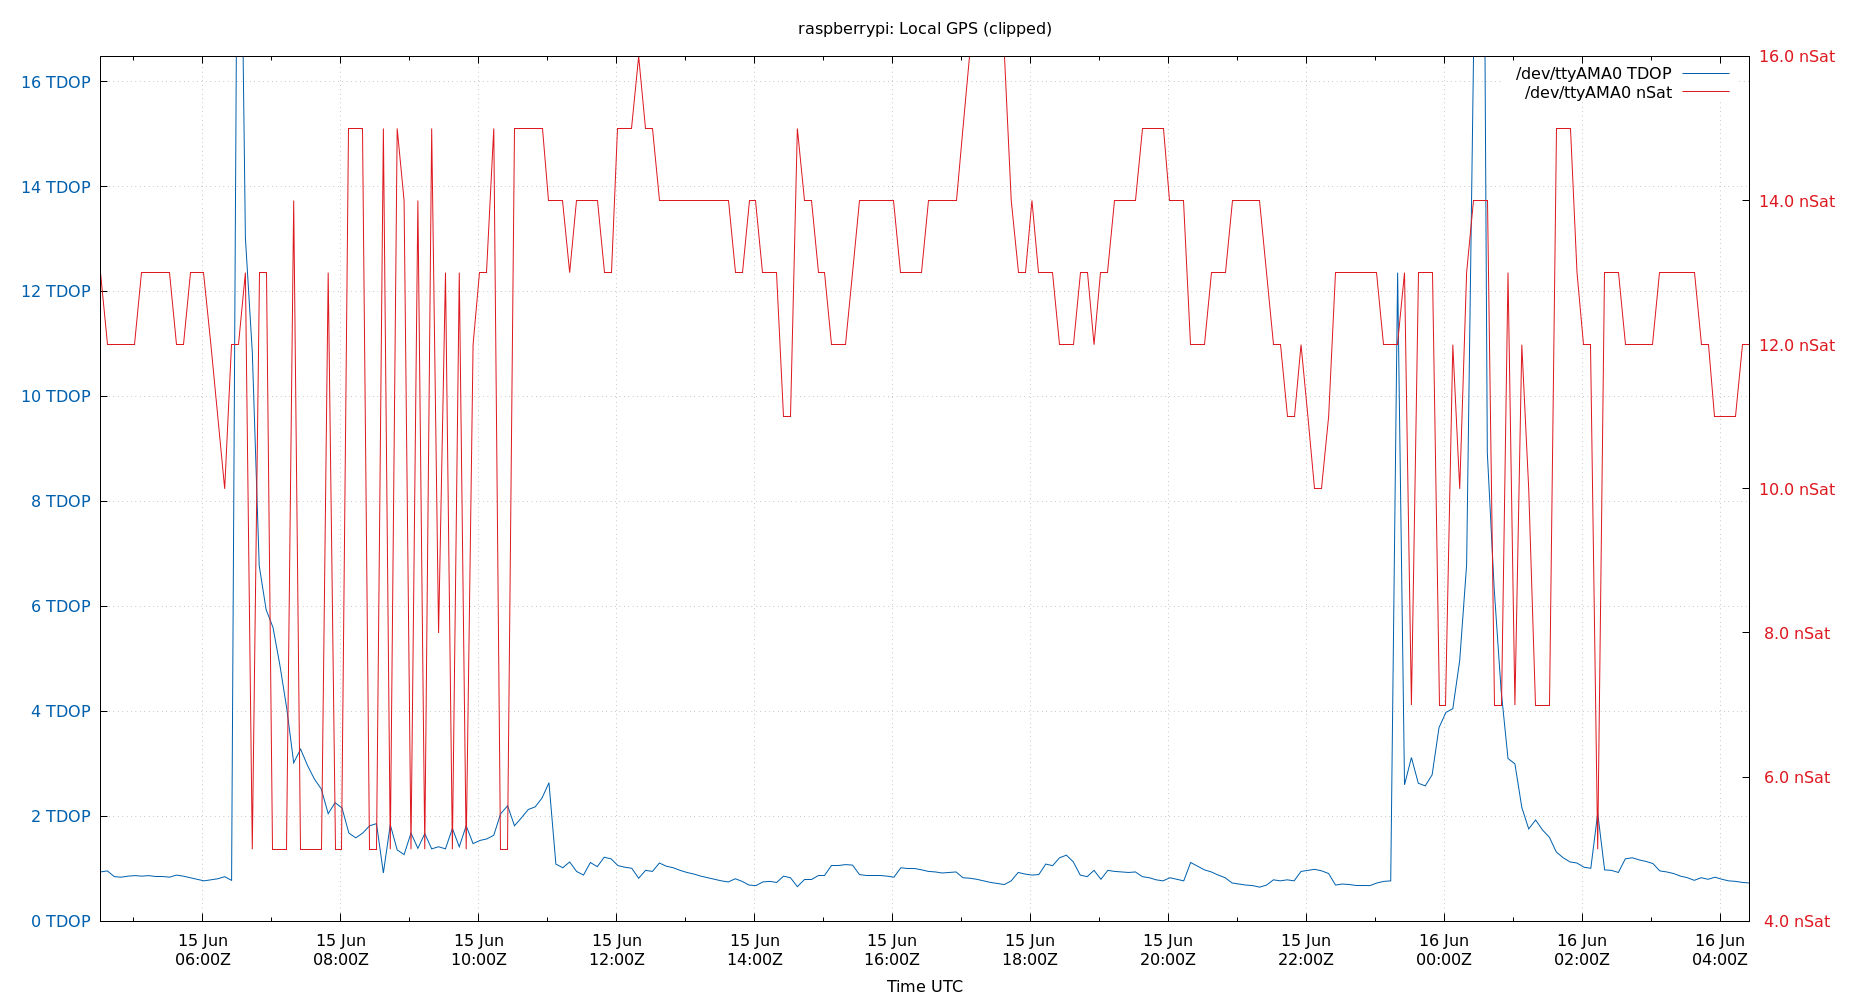 raspberrypi: Local GPS (clipped)
/dev/ttyAMA0 TDOP
/dev/ttyAMA0 nSat
16 TDOP
14 TDOP
12 TDOP
10 TDOP
8 TDOP
6 TDOP
4 TDOP
2 TDOP
0 TDOP
16.0 nSat
14.0 nSat
12.0 nSat
10.0 nSat
8.0 nSat
6.0 nSat
4.0 nSat
15 Jun 15 Jun 15 Jun 15 Jun 15 Jun 15 Jun 15 Jun 15 Jun 15 Jun 16 Jun 16 Jun 16 Jun
06:00Z 08:00Z 10:00Z 12:00Z 14:00Z 16:00Z 18:00Z 20:00Z 22:00Z 00:00Z 02:00Z 04:00Z
Time UTC